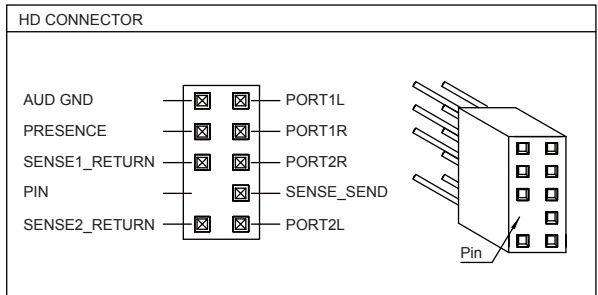 HD CONNECTOR
AUD GND PORT1L
PRESENCE PORT1R
SENSE1_RETURN PORT2R
PIN SENSE_SEND
SENSE2_RETURN PORT2L
Pin